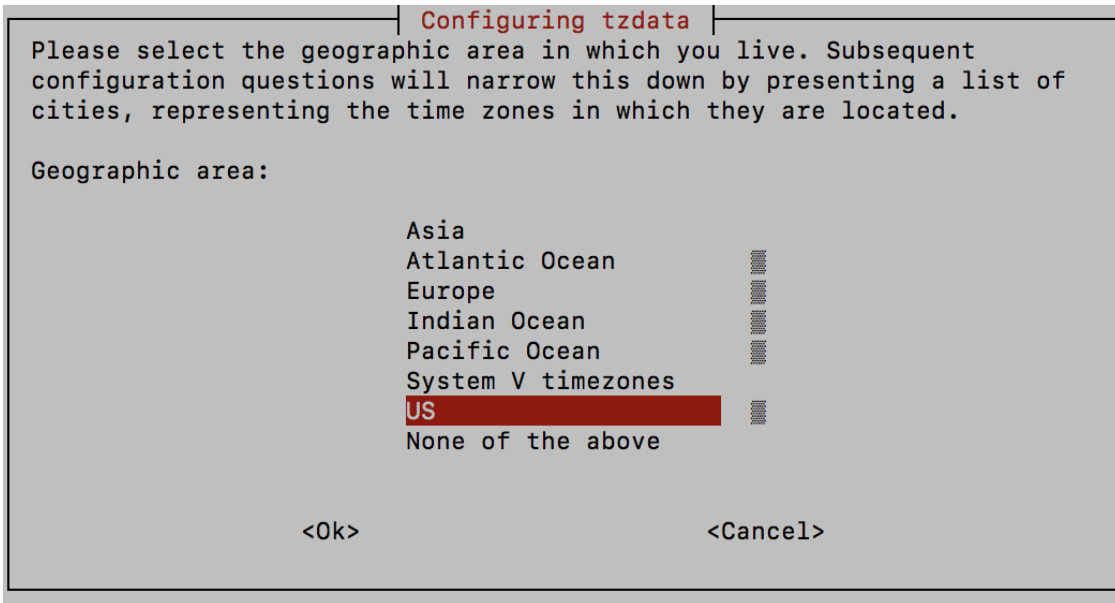 Configuring tzdata
Please select the geographic area in which you live. Subsequent
configuration questions will narrow this down by presenting a list of
cities, representing the time zones in which they are located.
Geographic area:
Asia
Atlantic Ocean
Europe
Indian Ocean
Pacific Ocean
System V timezones
US
None of the above
<Ok> <Cancel>